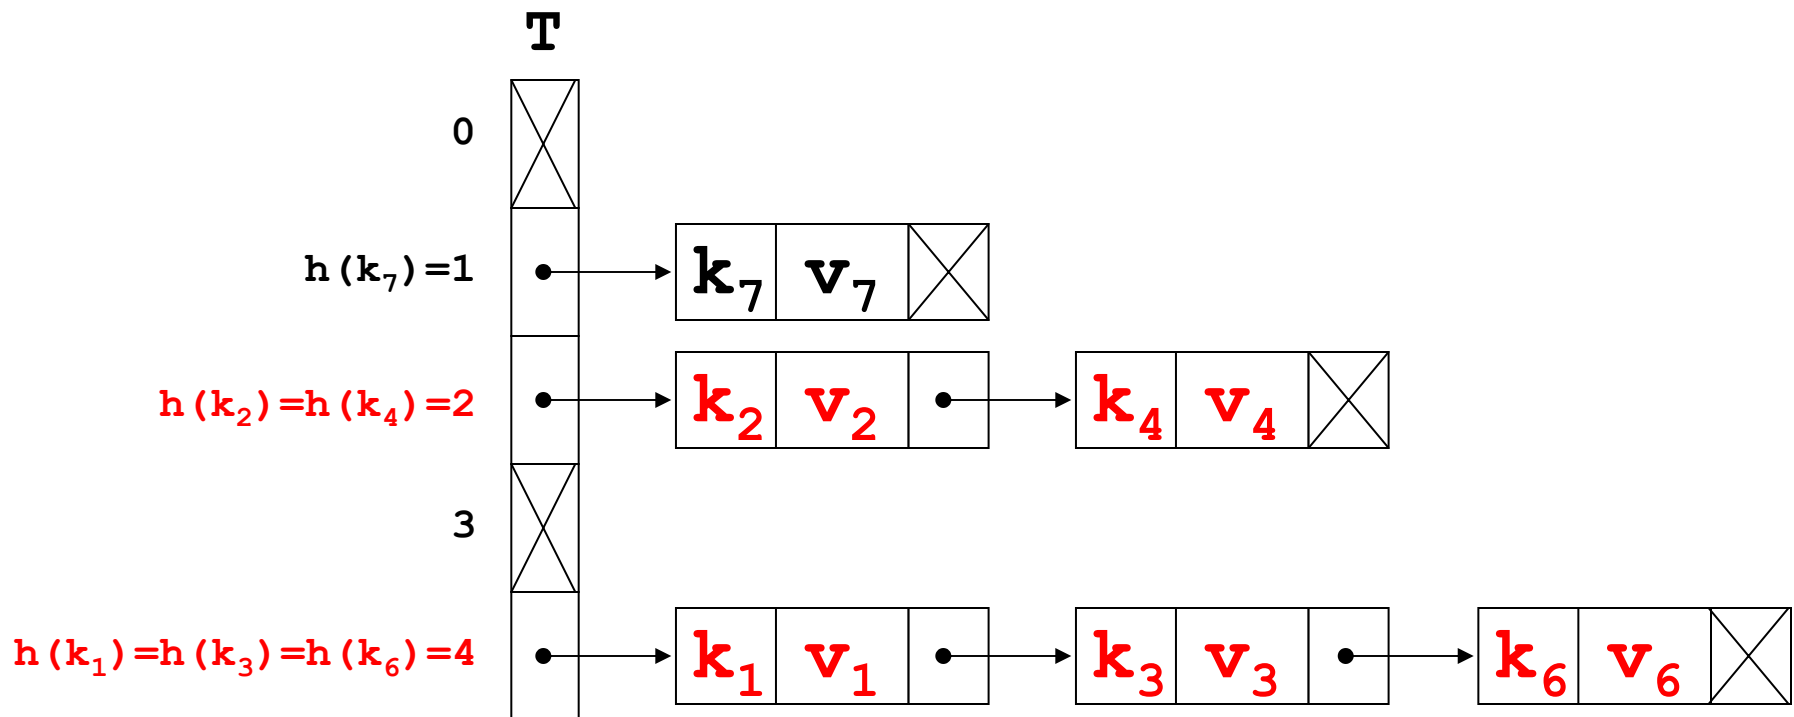 T
0
h(k₇)=1 k₇ v₇
h(k₂)=h(k₄)=2 k₂ v₂ k₄ v₄
3
h(k₁)=h(k₃)=h(k₆)=4 k₁ v₁ k₃ v₃ k₆ v₆